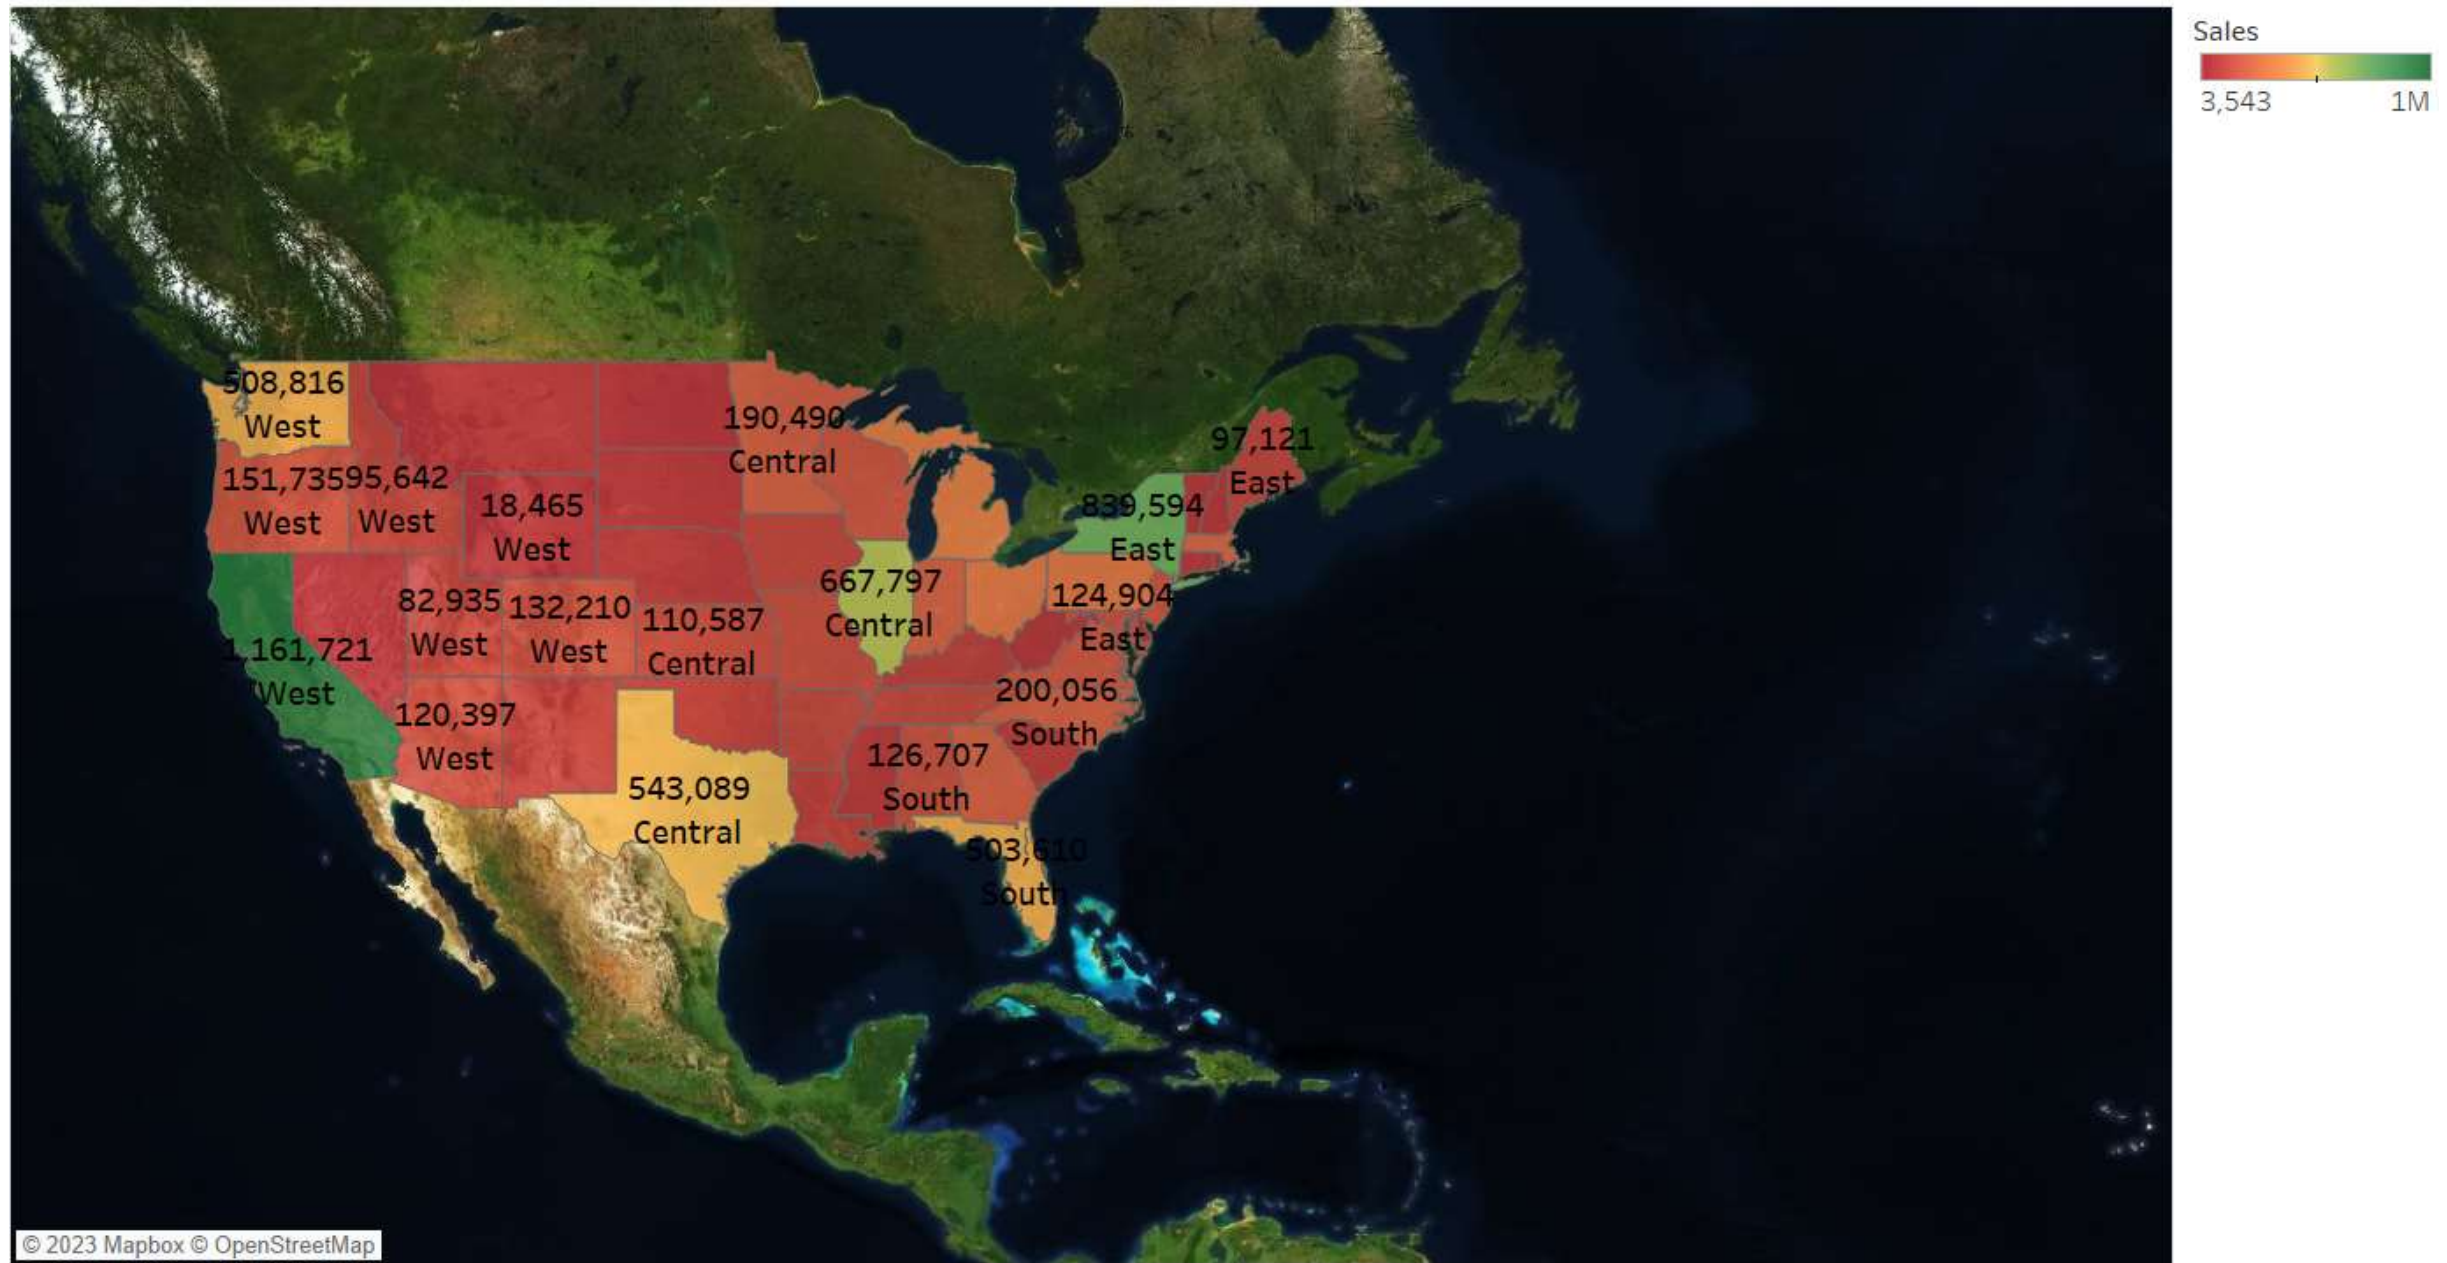 Sales
3,543 1M
508,816
West
190,490
Central
97,121
East
151,735
West
95,642
West
18,465
West
839,594
East
667,797
Central
124,904
East
82,935
West
132,210
West
110,587
Central
1,161,721
West
200,056
South
120,397
West
126,707
South
543,089
Central
503,610
South
© 2023 Mapbox © OpenStreetMap